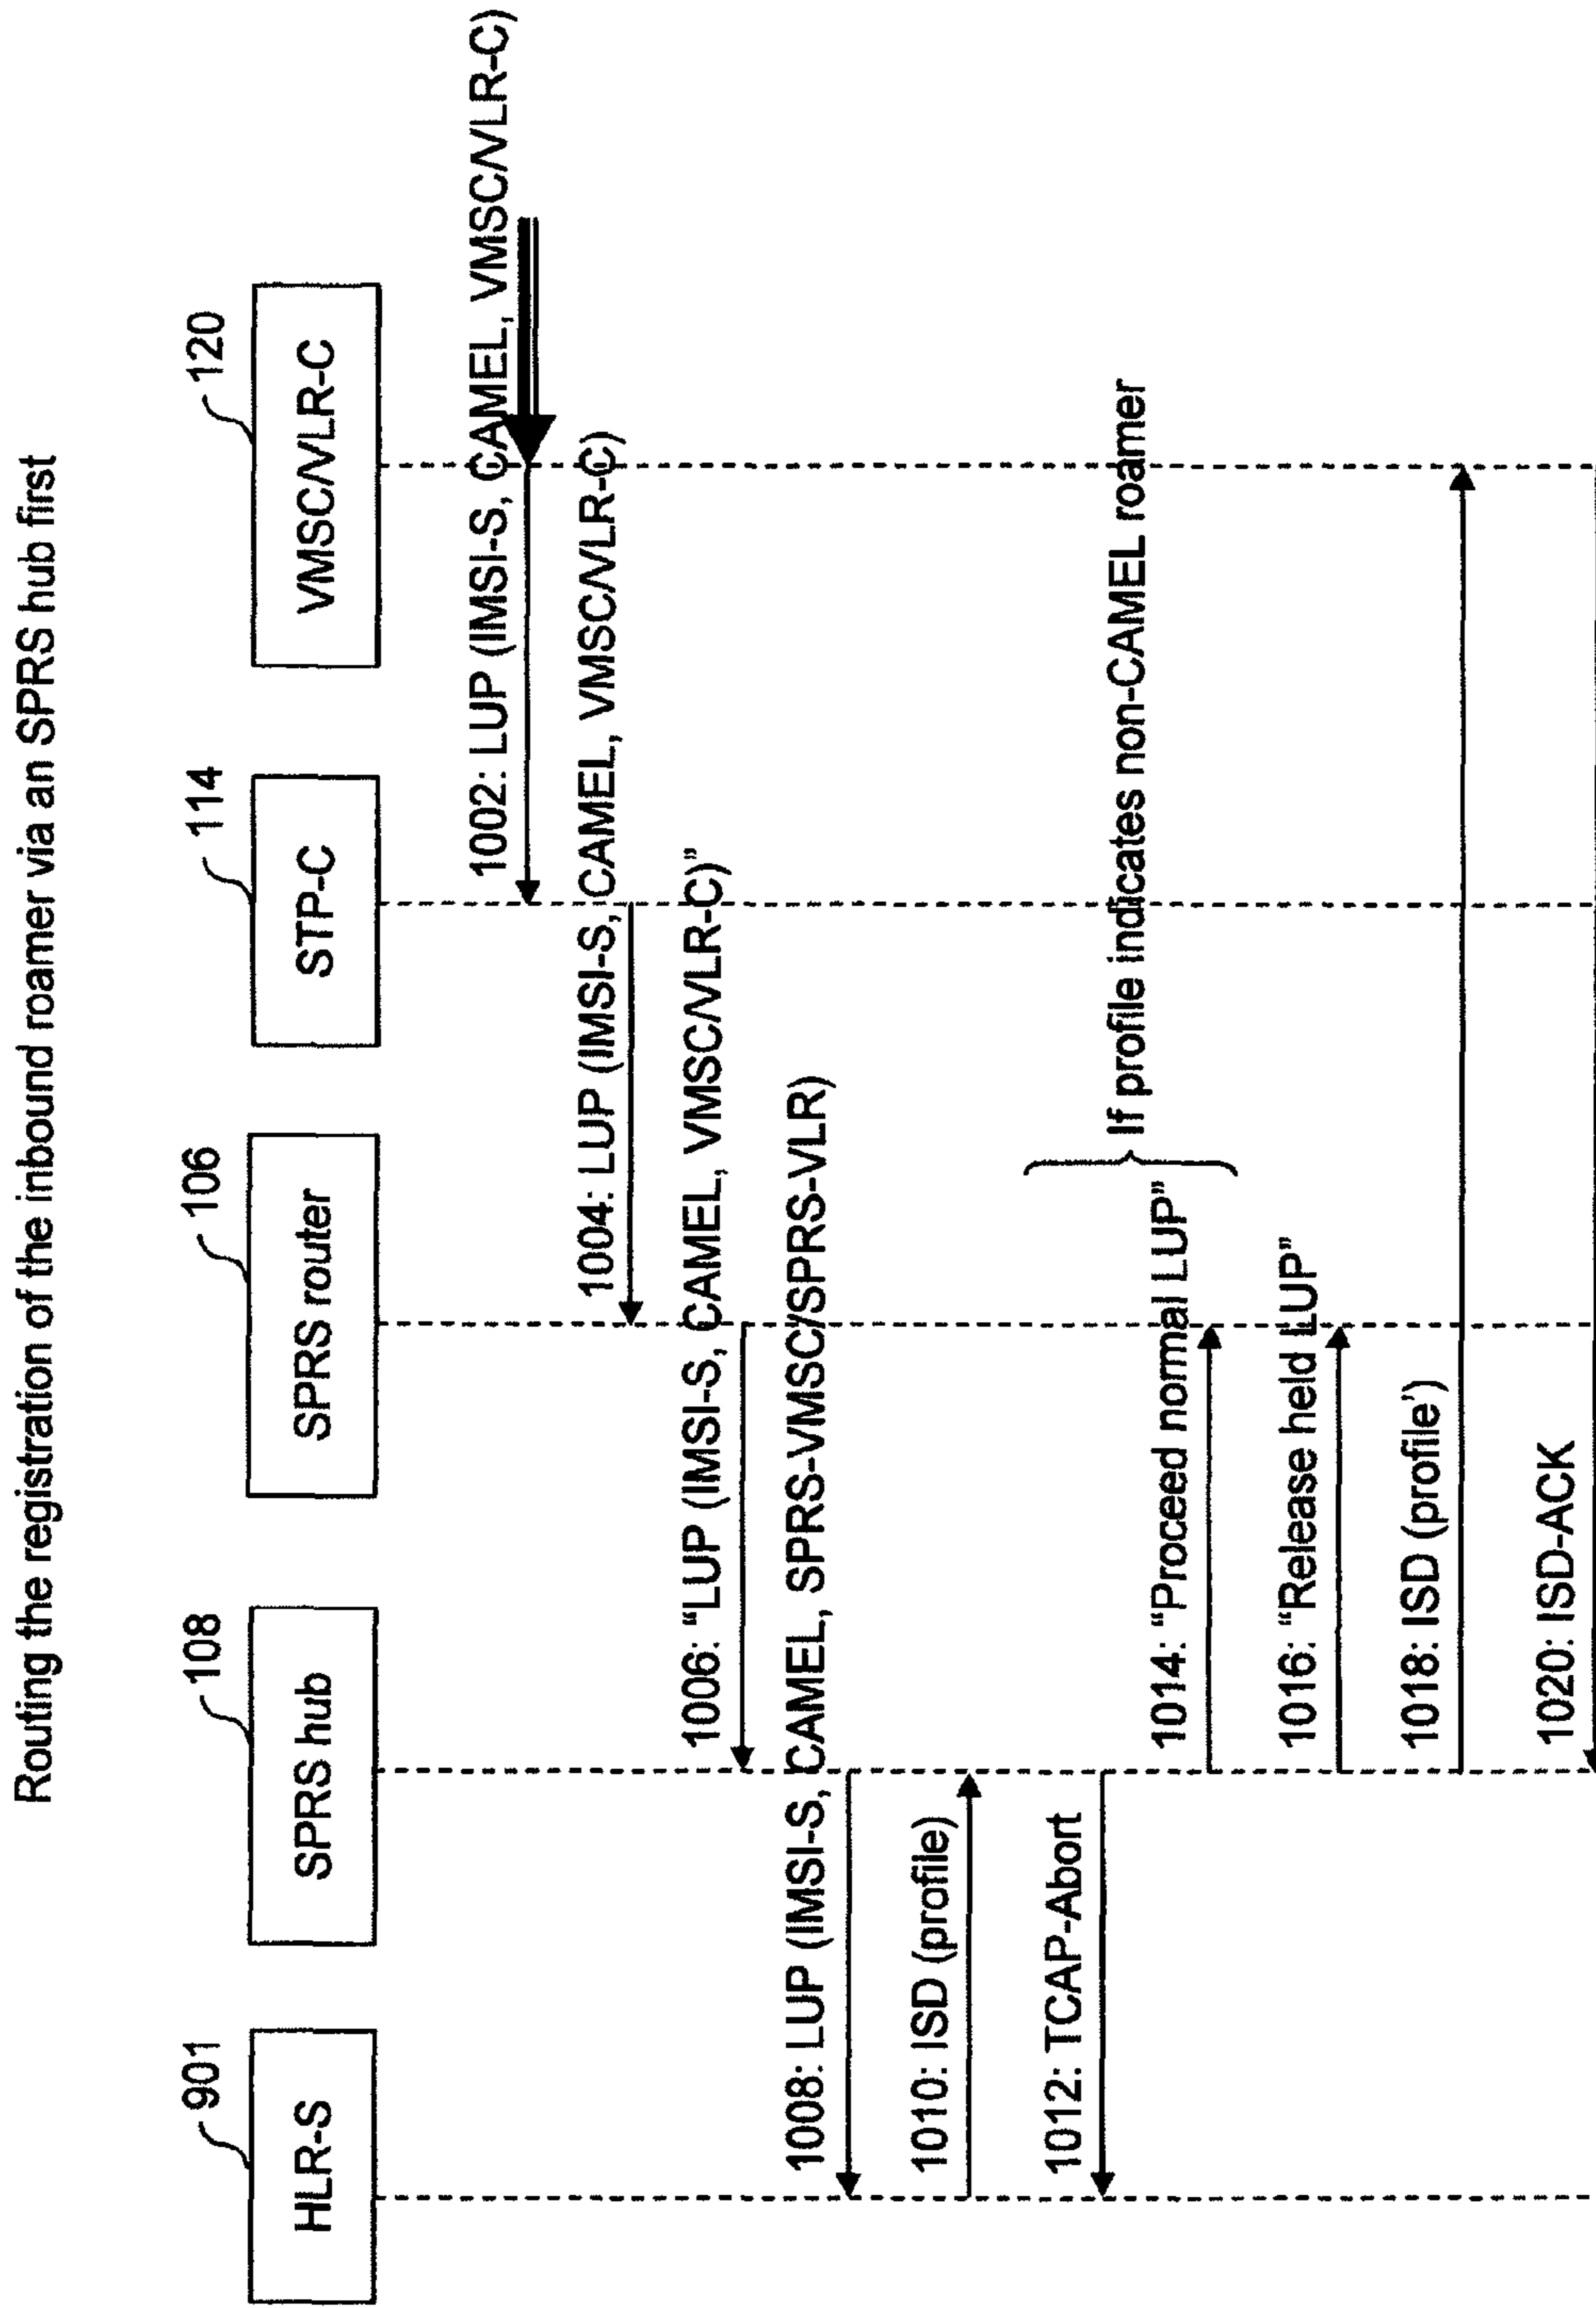 Routing the registration of the inbound roamer via an SPRS hub first
901
108
106
114
120
HLR-S
SPRS hub
SPRS router
STP-C
VMSC/VLR-C
1002: LUP (IMSI-S, CAMEL, VMSC/VLR-C)
1004: LUP (IMSI-S, CAMEL, VMSC/VLR-C)
1006: “LUP (IMSI-S, CAMEL, VMSC/VLR-C)”
1008: LUP (IMSI-S, CAMEL, SPRS-VMSC/SPRS-VLR)
1010: ISD (profile)
1012: TCAP-Abort
If profile indicates non-CAMEL roamer
1014: “Proceed normal LUP”
1016: “Release held LUP”
1018: ISD (profile’)
1020: ISD-ACK